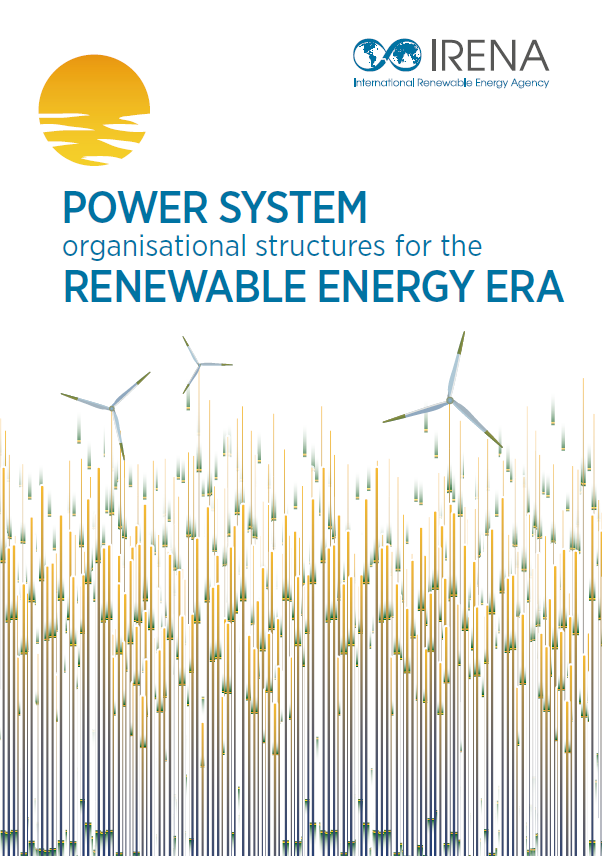 IRENA
International Renewable Energy Agency
POWER SYSTEM
organisational structures for the
RENEWABLE ENERGY ERA